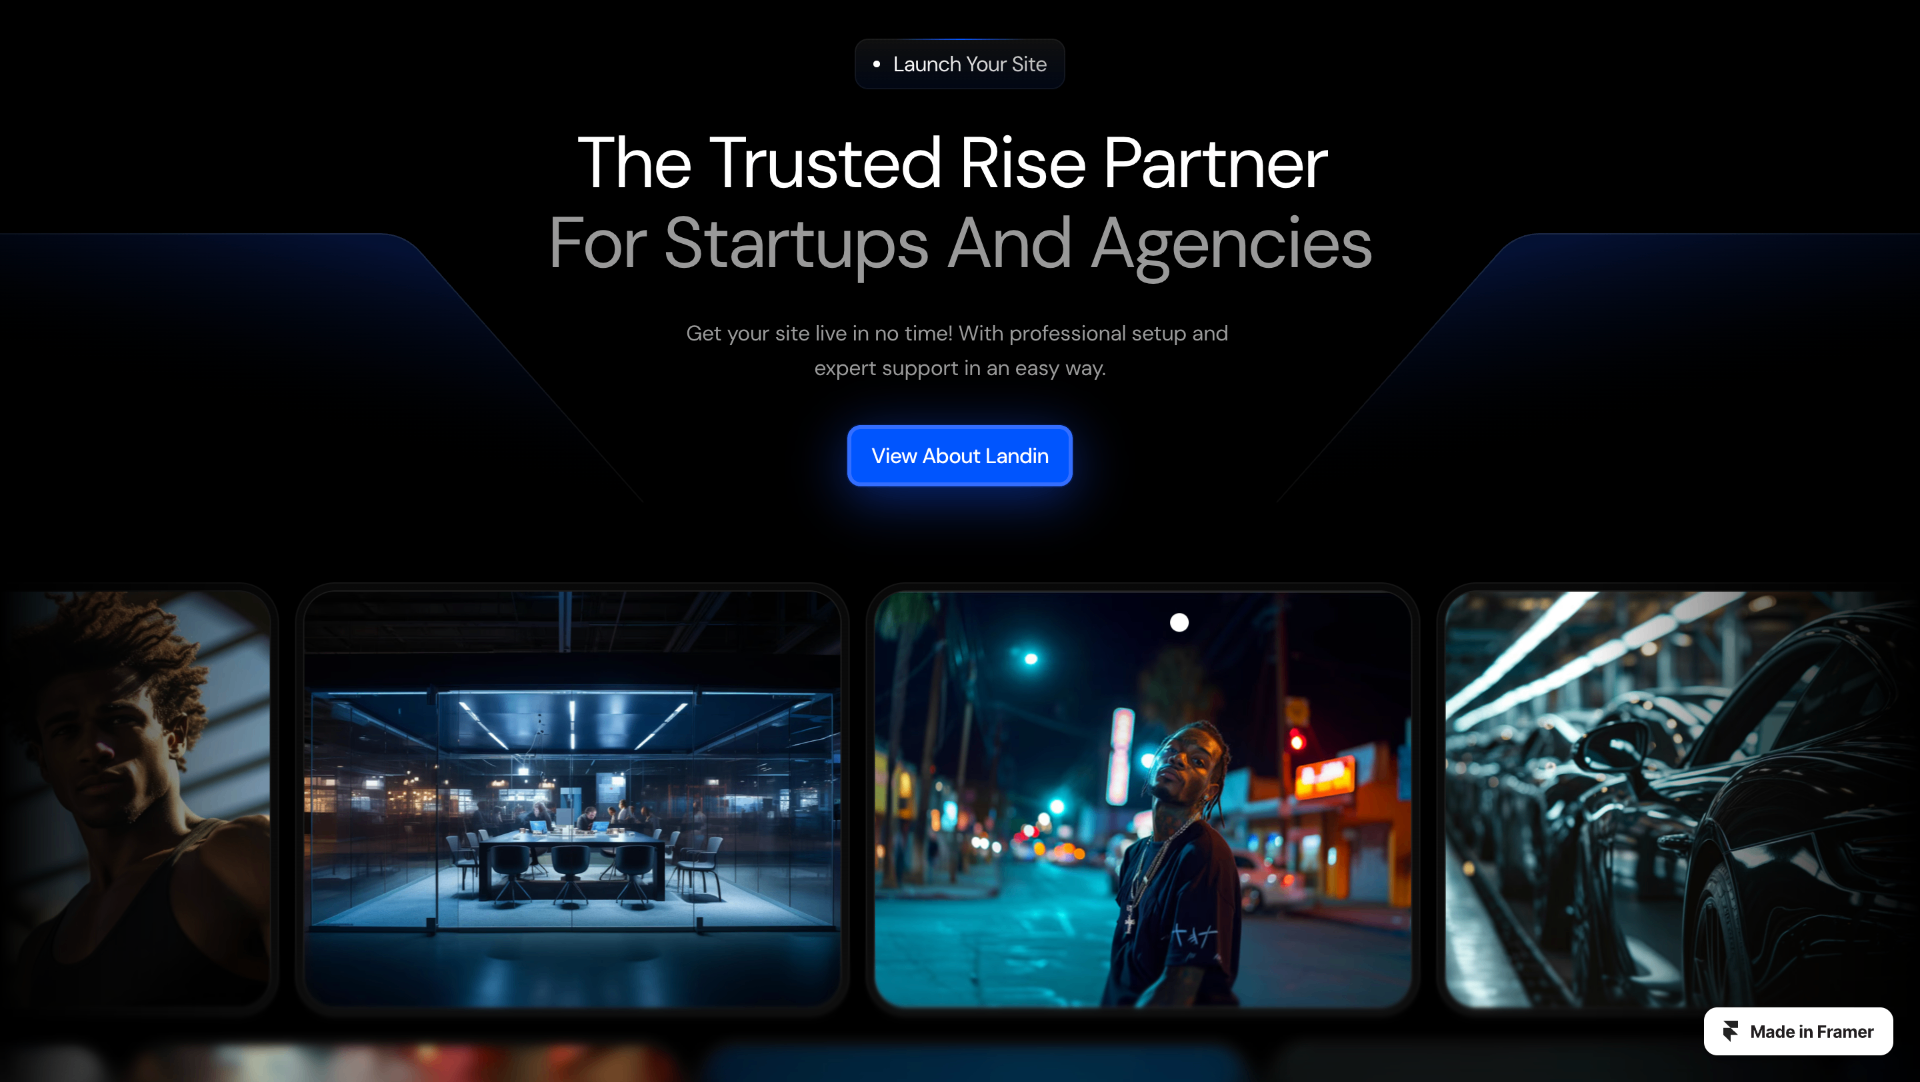 Launch Your Site
The Trusted Rise Partner
For Startups And Agencies
Get your site live in no time! With professional setup and
expert support in an easy way.
View About Landin
Made in Framer